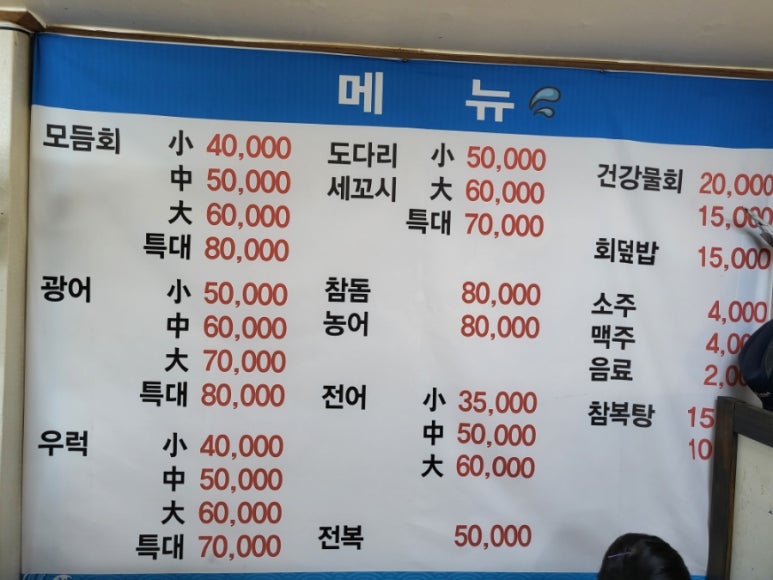 메 뉴
모듬회 小 40,000
中 50,000
大 60,000
특대 80,000
광어 小 50,000
中 60,000
大 70,000
특대 80,000
우럭 小 40,000
中 50,000
大 60,000
특대 70,000
도다리 小 50,000
세꼬시 大 60,000
특대 70,000
참돔 80,000
농어 80,000
전어 小 35,000
中 50,000
大 60,000
전복 50,000
건강물회 20,000
15,000
회덮밥 15,000
소주 4,000
맥주
음료
참복탕